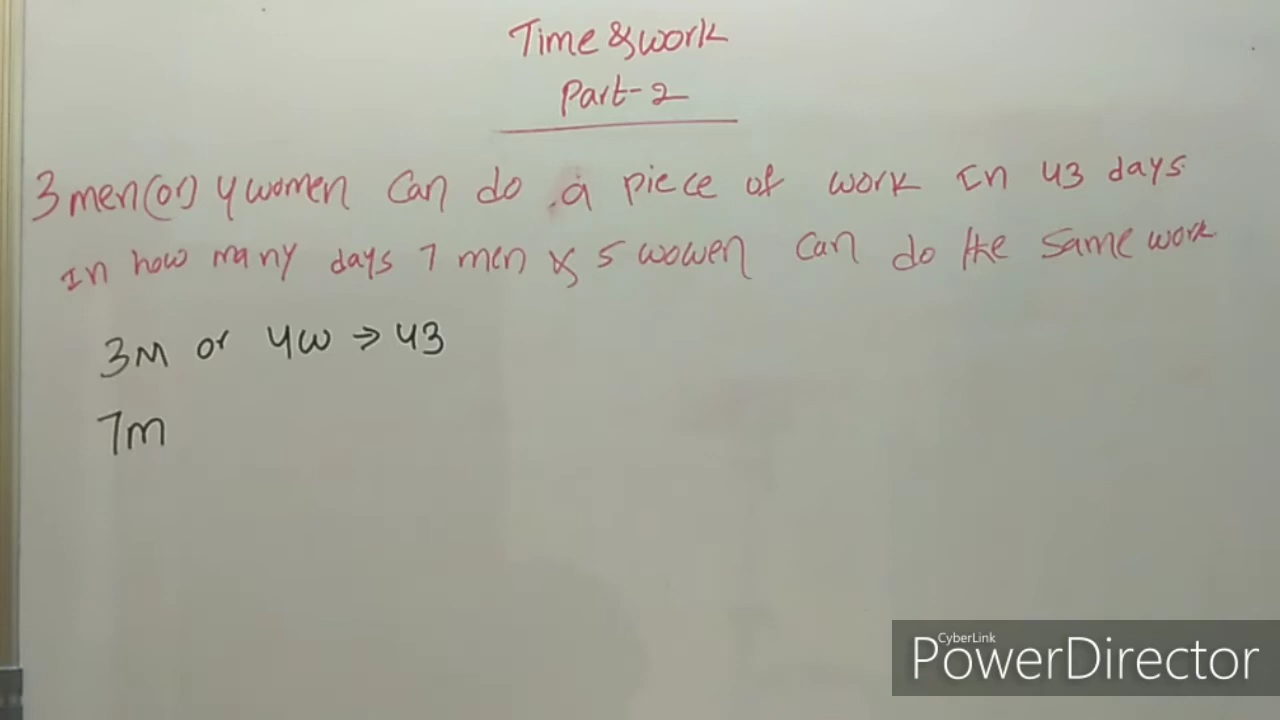 Time & work
Part-2
3 men (or) 4 women can do a piece of work In 43 days.
In how many days 7 men & 5 wowen can do the same work
3M or 4w ⇒ 43
7m
CyberLink
PowerDirector